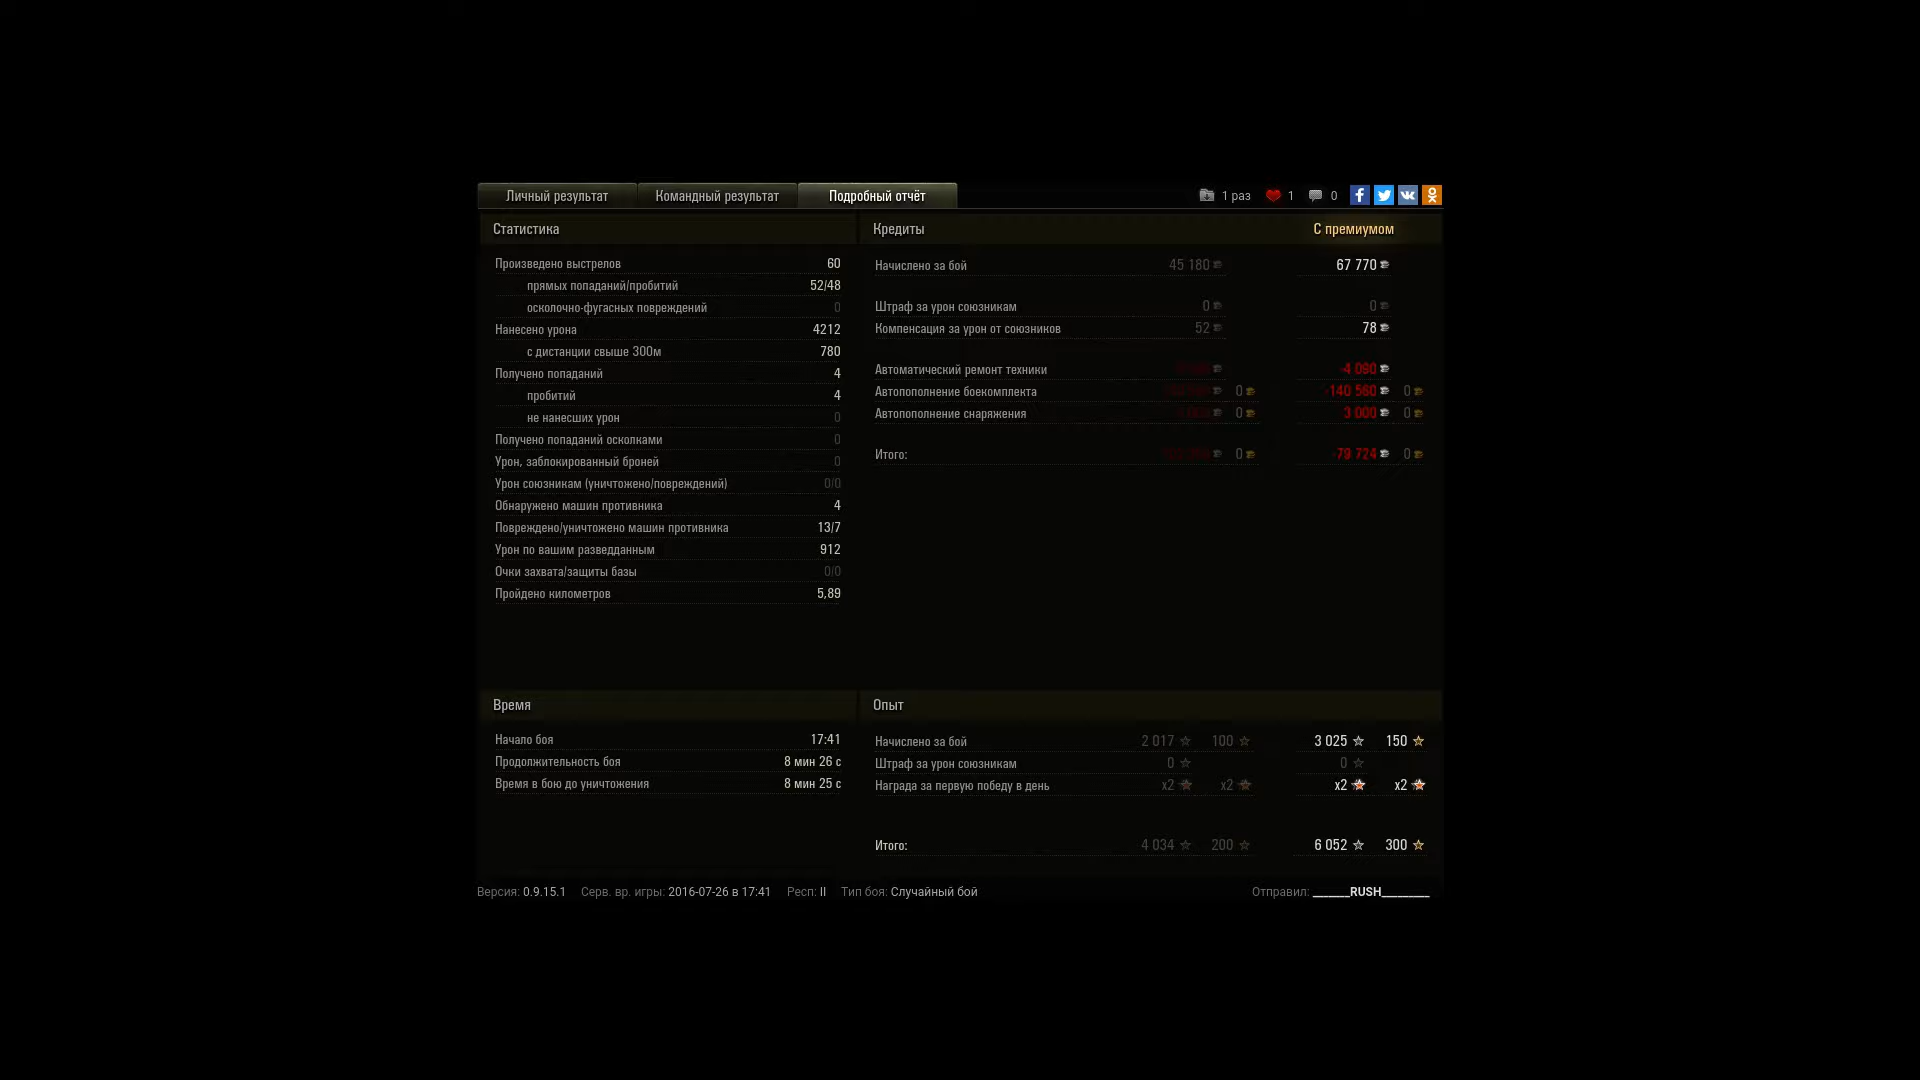 Личный результат Командный результат Подробный отчёт 1 раз 1 0
Статистика
Произведено выстрелов 60
прямых попаданий/пробитий 52/48
осколочно-фугасных повреждений 0
Нанесено урона 4212
с дистанции свыше 300м 780
Получено попаданий 4
пробитий 4
не нанесших урон 0
Получено попаданий осколками 0
Урон, заблокированный броней 0
Урон союзникам (уничтожено/повреждений) 0/0
Обнаружено машин противника 4
Повреждено/уничтожено машин противника 13/7
Урон по вашим разведданным 912
Очки захвата/защиты базы 0/0
Пройдено километров 5,89
Кредиты С премиумом
Начислено за бой 45 180 67 770
Штраф за урон союзникам 0 0
Компенсация за урон от союзников 52 78
Автоматический ремонт техники
Автопополнение боекомплекта 0 -140 560 0
Автопополнение снаряжения 0 3 000 0
Итого: 0 -79 724 0
Время
Начало боя 17:41
Продолжительность боя 8 мин 26 с
Время в бою до уничтожения 8 мин 25 с
Опыт
Начислено за бой 2 017 100 3 025 150
Штраф за урон союзникам 0 0
Награда за первую победу в день x2 x2 x2 x2
Итого: 4 034 200 6 052 300
Версия: 0.9.15.1 Серв. вр. игры: 2016-07-26 в 17:41 Респ: II Тип боя: Случайный бой Отправил: ______RUSH________